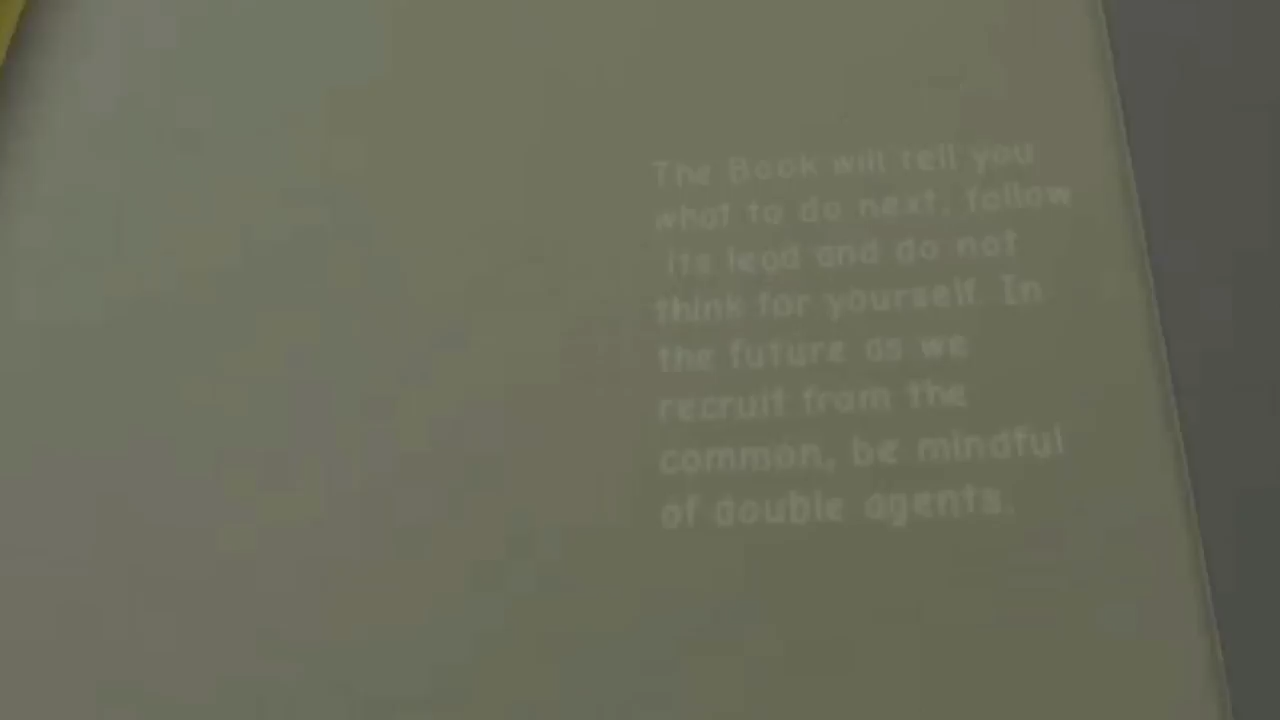 The Book will tell you
what to do next, follow
its lead and do not
think for yourself. In
the future as we
recruit from the
common, be mindful
of double agents.